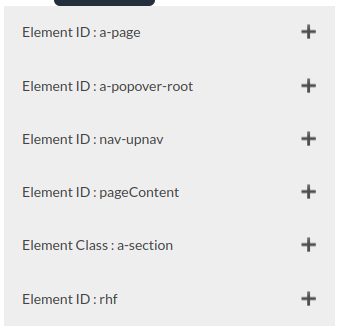 Element ID : a-page
Element ID : a-popover-root
Element ID : nav-upnav
Element ID : pageContent
Element Class : a-section
Element ID : rhf